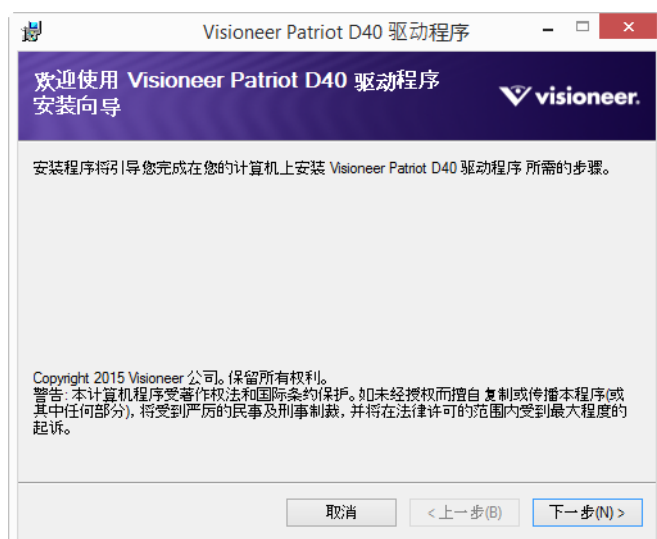 Visioneer Patriot D40 驱动程序
欢迎使用 Visioneer Patriot D40 驱动程序
安装向导
visioneer.
安装程序将引导您完成在您的计算机上安装 Visioneer Patriot D40 驱动程序 所需的步骤。
Copyright 2015 Visioneer 公司。保留所有权利。
警告: 本计算机程序受著作权法和国际条约保护。如未经授权而擅自 复制或传播本程序(或
其中任何部分), 将受到严厉的民事及刑事制裁, 并将在法律许可的范围内受到最大程度的
起诉。
取消
<上一步(B)
下一步(N) >